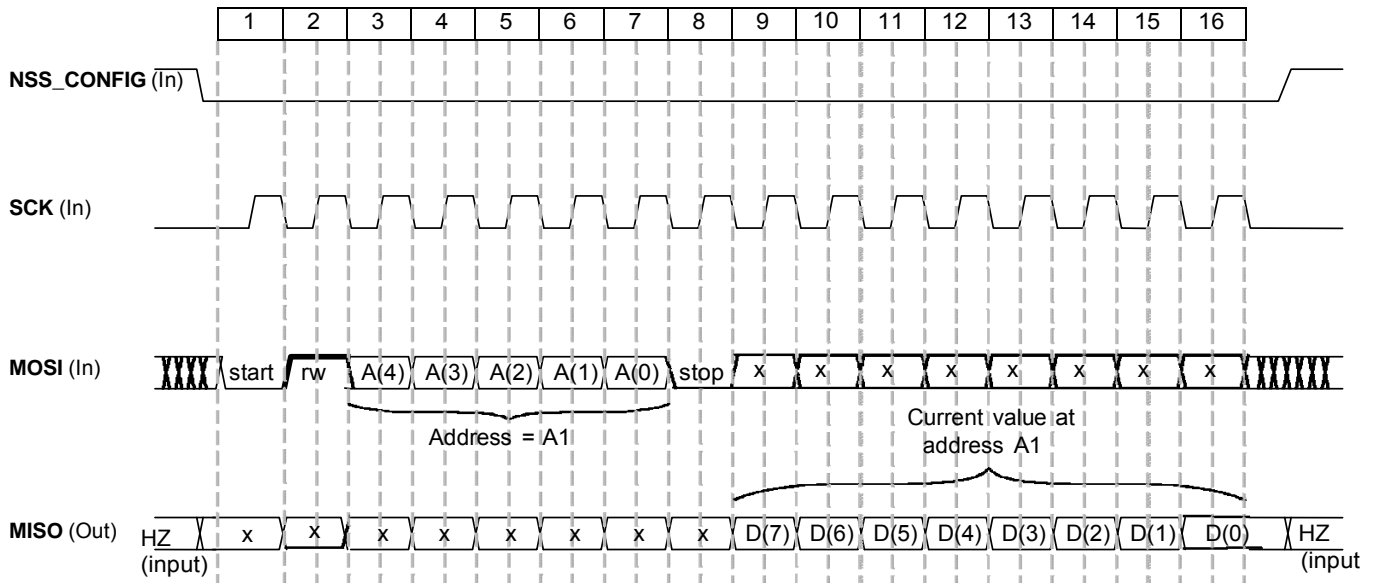 1 2 3 4 5 6 7 8 9 10 11 12 13 14 15 16
NSS_CONFIG (In)
SCK (In)
MOSI (In) start rw A(4) A(3) A(2) A(1) A(0) stop x x x x x x x x
Address = A1
Current value at
address A1
MISO (Out) HZ x x x x x x x x D(7) D(6) D(5) D(4) D(3) D(2) D(1) D(0) HZ
(input) (input